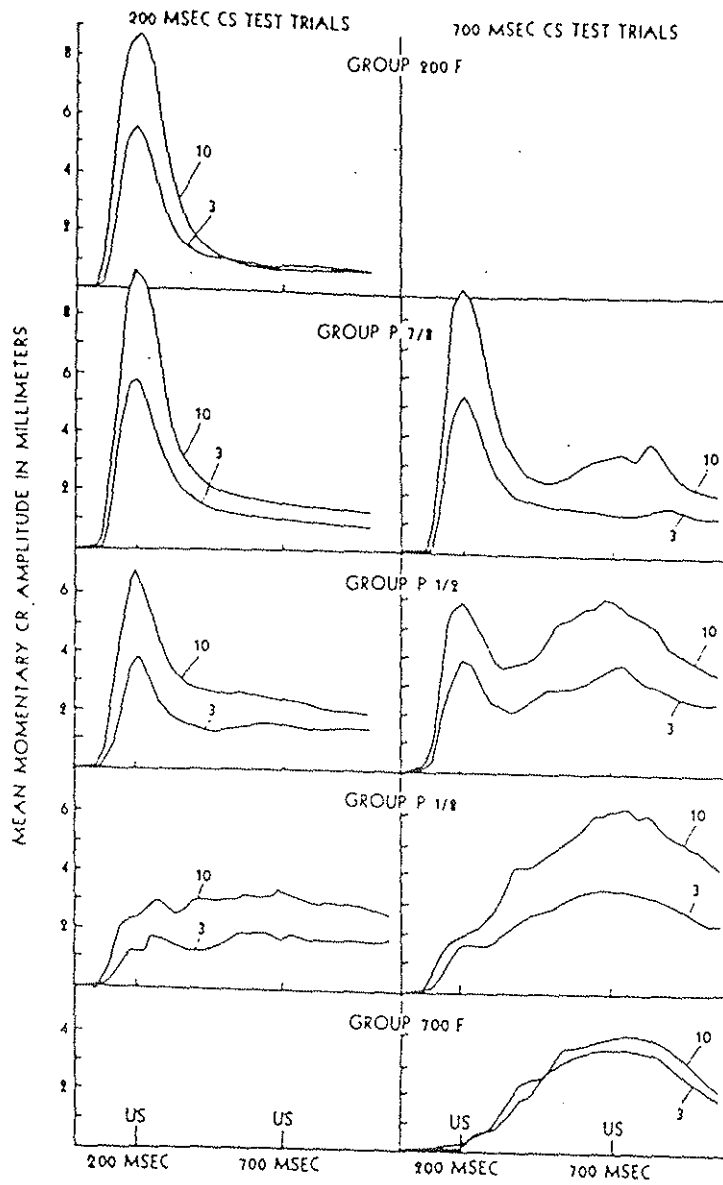 200 MSEC CS TEST TRIALS
700 MSEC CS TEST TRIALS
GROUP 200 F
8
6
4
2
10
3
GROUP P 7/8
8
6
4
2
10
3
10
3
GROUP P 1/2
6
4
2
10
3
10
3
GROUP P 1/8
6
4
2
10
3
10
3
GROUP 700 F
4
2
10
3
US
US
US
US
200 MSEC
700 MSEC
200 MSEC
700 MSEC
MEAN MOMENTARY CR AMPLITUDE IN MILLIMETERS